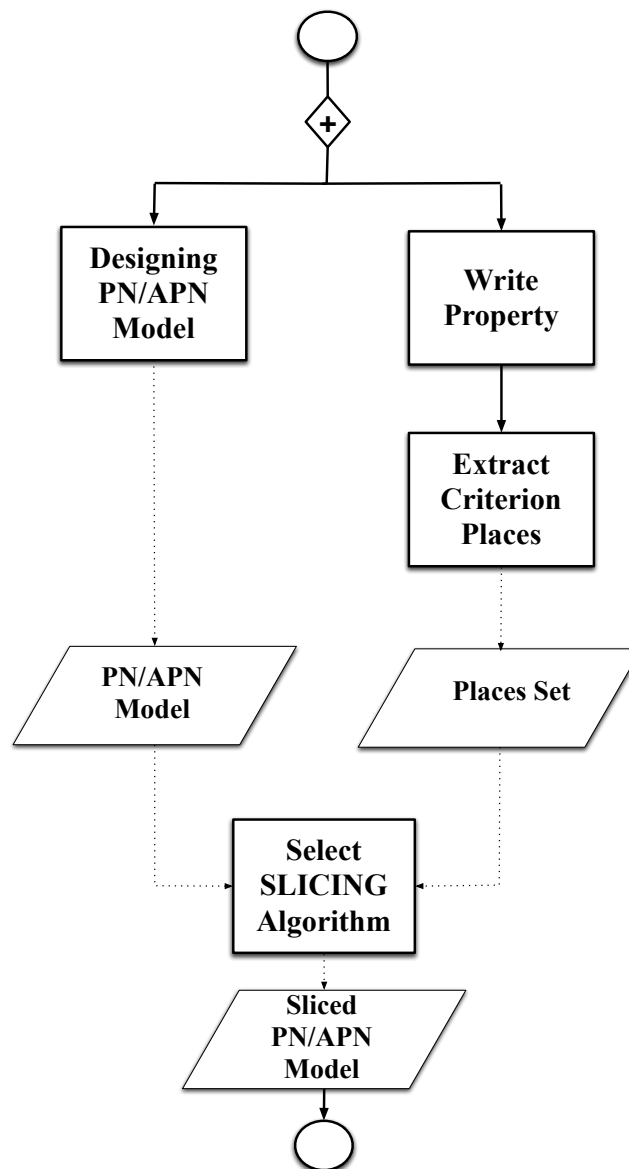 +
Designing
PN/APN
Model
Write
Property
Extract
Criterion
Places
PN/APN
Model
Places Set
Select
SLICING
Algorithm
Sliced
PN/APN
Model